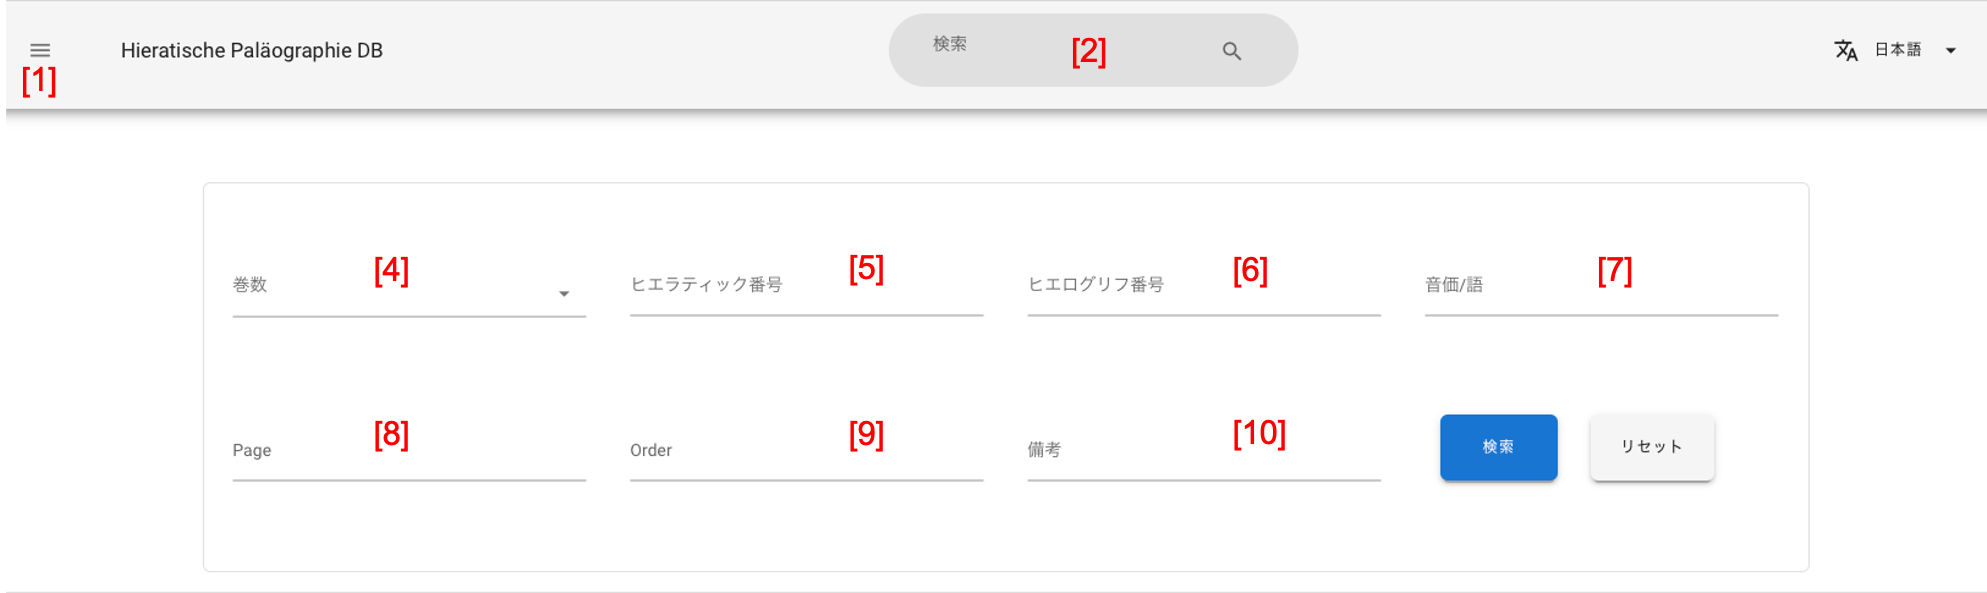 Hieratische Paläographie DB
検索
日本語
[1]
[2]
巻数 [4]
ヒエラティック番号 [5]
ヒエログリフ番号 [6]
音価/語 [7]
Page [8]
Order [9]
備考 [10]
検索
リセット